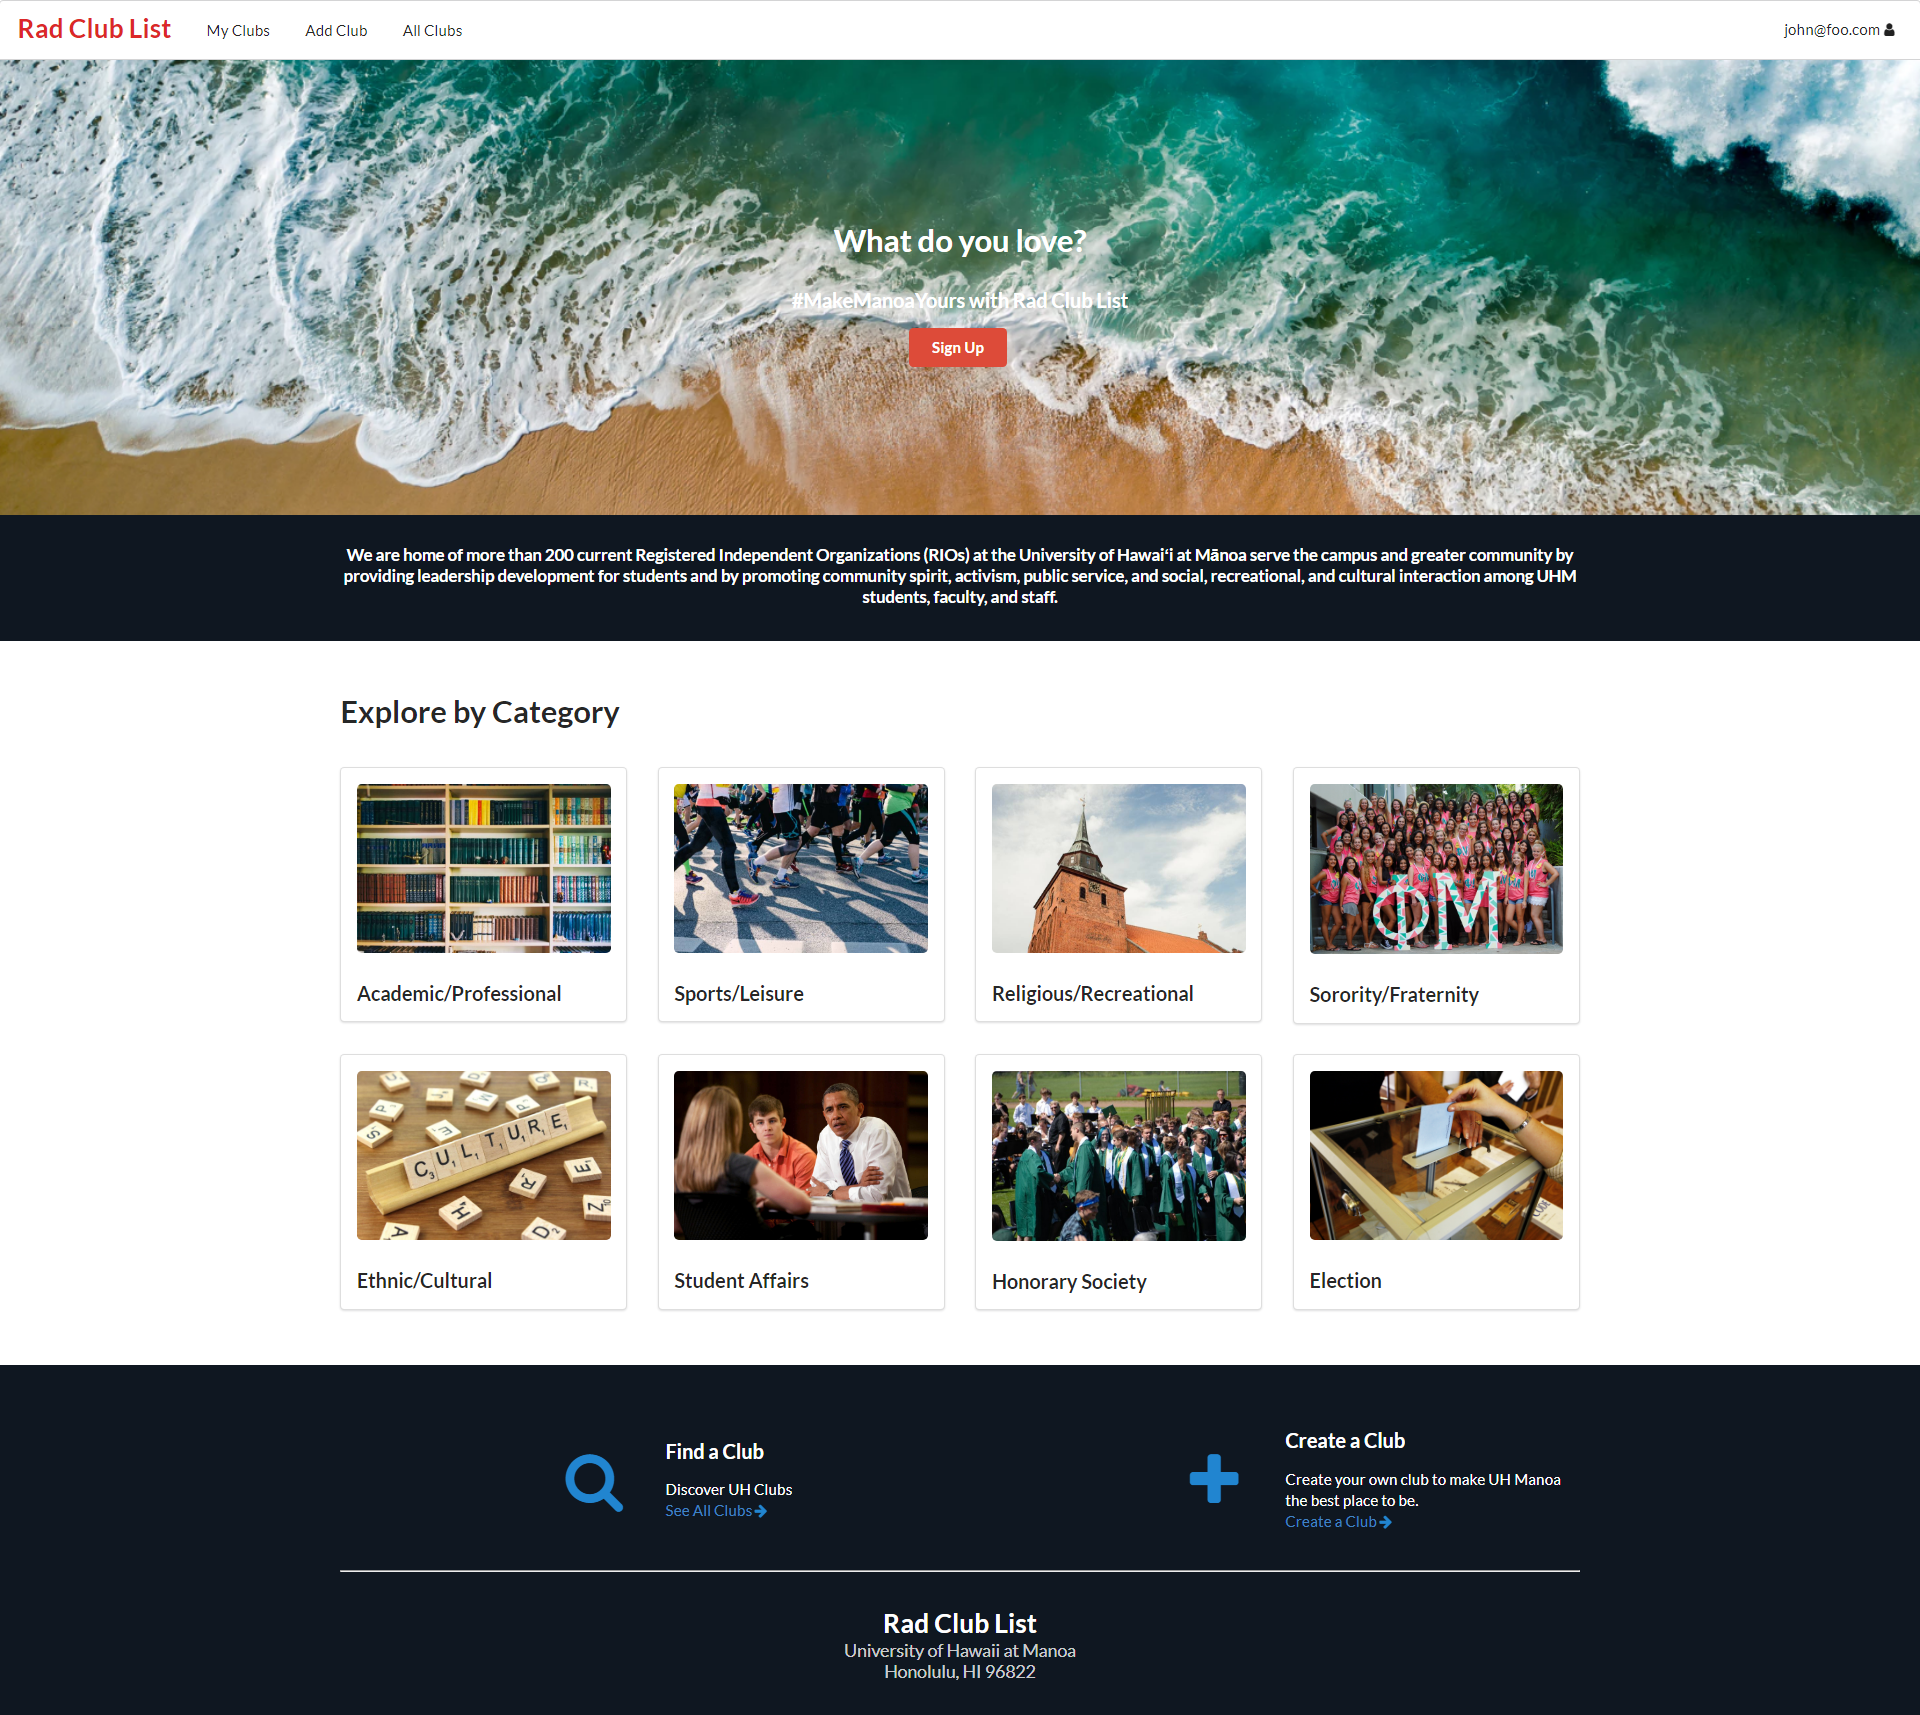 Rad Club List
My Clubs
Add Club
All Clubs
john@foo.com
What do you love?
#MakeManoaYours with Rad Club List
Sign Up
We are home of more than 200 current Registered Independent Organizations (RIOs) at the University of Hawaiʻi at Mānoa serve the campus and greater community by
providing leadership development for students and by promoting community spirit, activism, public service, and social, recreational, and cultural interaction among UHM
students, faculty, and staff.
Explore by Category
ΦΜ
Academic/Professional
Sports/Leisure
Religious/Recreational
Sorority/Fraternity
CULTURE
Ethnic/Cultural
Student Affairs
Honorary Society
Election
Find a Club
Discover UH Clubs
See All Clubs
Create a Club
Create your own club to make UH Manoa
the best place to be.
Create a Club
Rad Club List
University of Hawaii at Manoa
Honolulu, HI 96822